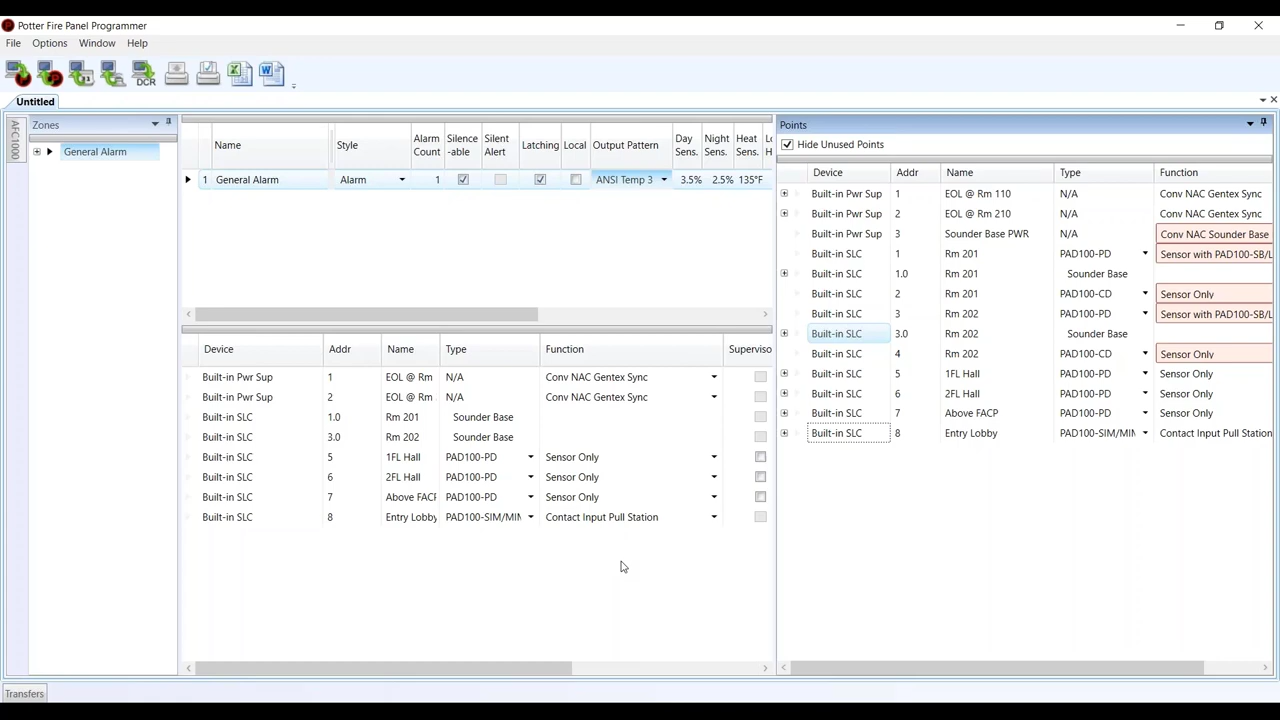 Potter Fire Panel Programmer
File Options Window Help
DCR
Untitled
AFC1000
Zones
General Alarm
Name Style Alarm Count Silence-able Silent Alert Latching Local Output Pattern Day Sens. Night Sens. Heat Sens.
1 General Alarm Alarm 1 ANSI Temp 3 3.5% 2.5% 135°F
Device Addr Name Type Function Superviso
Built-in Pwr Sup 1 EOL @ Rm N/A Conv NAC Gentex Sync
Built-in Pwr Sup 2 EOL @ Rm N/A Conv NAC Gentex Sync
Built-in SLC 1.0 Rm 201 Sounder Base
Built-in SLC 3.0 Rm 202 Sounder Base
Built-in SLC 5 1FL Hall PAD100-PD Sensor Only
Built-in SLC 6 2FL Hall PAD100-PD Sensor Only
Built-in SLC 7 Above FACP PAD100-PD Sensor Only
Built-in SLC 8 Entry Lobby PAD100-SIM/MIN Contact Input Pull Station
Points
Hide Unused Points
Device Addr Name Type Function
Built-in Pwr Sup 1 EOL @ Rm 110 N/A Conv NAC Gentex Sync
Built-in Pwr Sup 2 EOL @ Rm 210 N/A Conv NAC Gentex Sync
Built-in Pwr Sup 3 Sounder Base PWR N/A Conv NAC Sounder Base
Built-in SLC 1 Rm 201 PAD100-PD Sensor with PAD100-SB/L
Built-in SLC 1.0 Rm 201 Sounder Base
Built-in SLC 2 Rm 201 PAD100-CD Sensor Only
Built-in SLC 3 Rm 202 PAD100-PD Sensor with PAD100-SB/L
Built-in SLC 3.0 Rm 202 Sounder Base
Built-in SLC 4 Rm 202 PAD100-CD Sensor Only
Built-in SLC 5 1FL Hall PAD100-PD Sensor Only
Built-in SLC 6 2FL Hall PAD100-PD Sensor Only
Built-in SLC 7 Above FACP PAD100-PD Sensor Only
Built-in SLC 8 Entry Lobby PAD100-SIM/MIN Contact Input Pull Station
Transfers